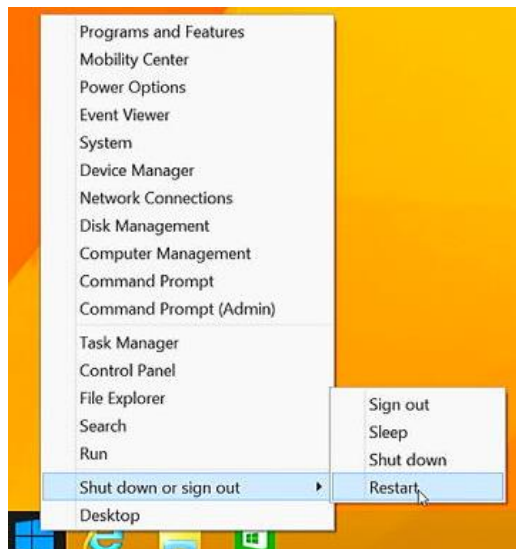 Programs and Features
Mobility Center
Power Options
Event Viewer
System
Device Manager
Network Connections
Disk Management
Computer Management
Command Prompt
Command Prompt (Admin)
Task Manager
Control Panel
File Explorer
Search
Run
Shut down or sign out
Desktop
Sign out
Sleep
Shut down
Restart